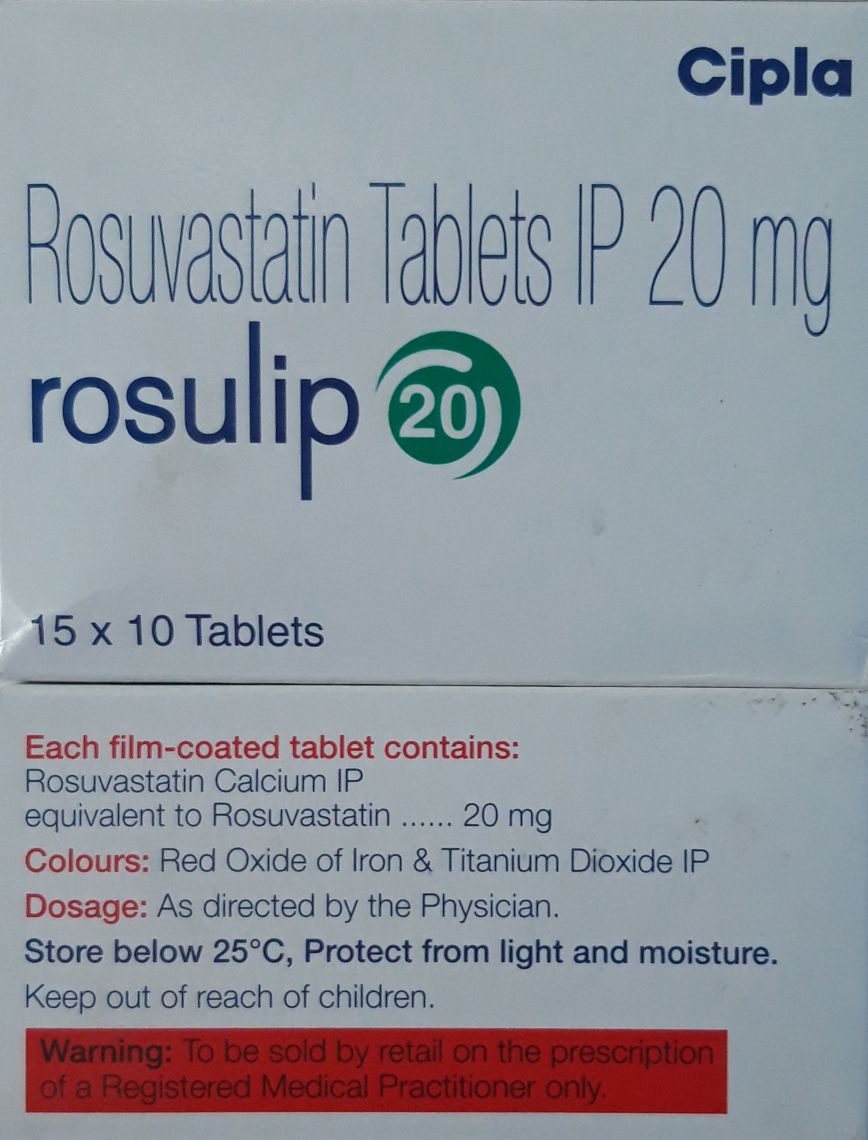 Cipla
Rosuvastatin Tablets IP 20 mg
rosulip 20
15 x 10 Tablets
Each film-coated tablet contains:
Rosuvastatin Calcium IP
equivalent to Rosuvastatin ...... 20 mg
Colours: Red Oxide of Iron & Titanium Dioxide IP
Dosage: As directed by the Physician.
Store below 25°C, Protect from light and moisture.
Keep out of reach of children.
Warning: To be sold by retail on the prescription
of a Registered Medical Practitioner only.